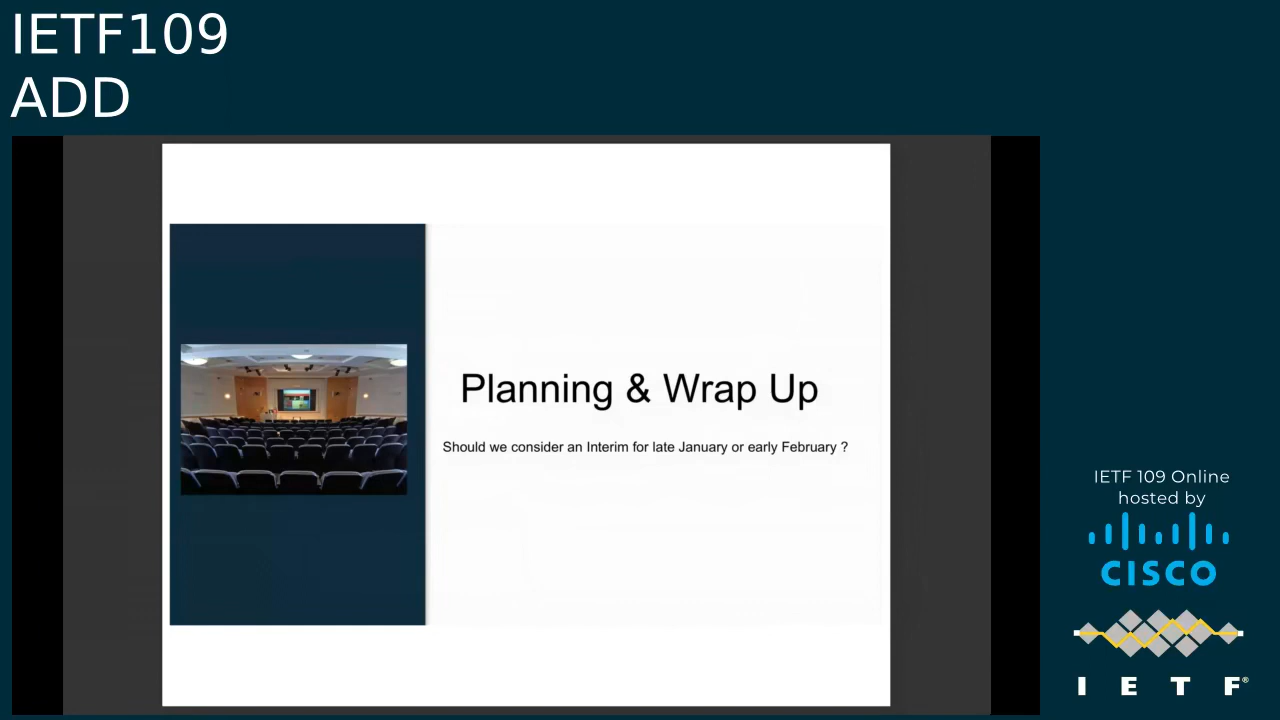 IETF109
ADD
Planning & Wrap Up
Should we consider an Interim for late January or early February ?
IETF 109 Online
hosted by
CISCO
I E T F®